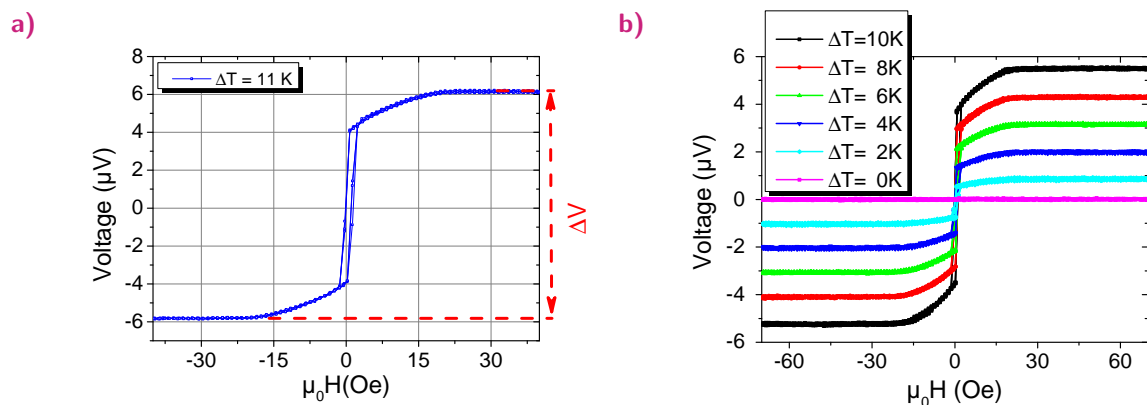 a)
8
6
4
2
0
-2
-4
-6
Voltage (µV)
ΔT = 11 K
ΔV
-30
-15
0
15
30
µ₀H(Oe)
b)
ΔT=10K
ΔT= 8K
ΔT= 6K
ΔT= 4K
ΔT= 2K
ΔT= 0K
6
4
2
0
-2
-4
-6
Voltage (µV)
-60
-30
0
30
60
µ₀H (Oe)